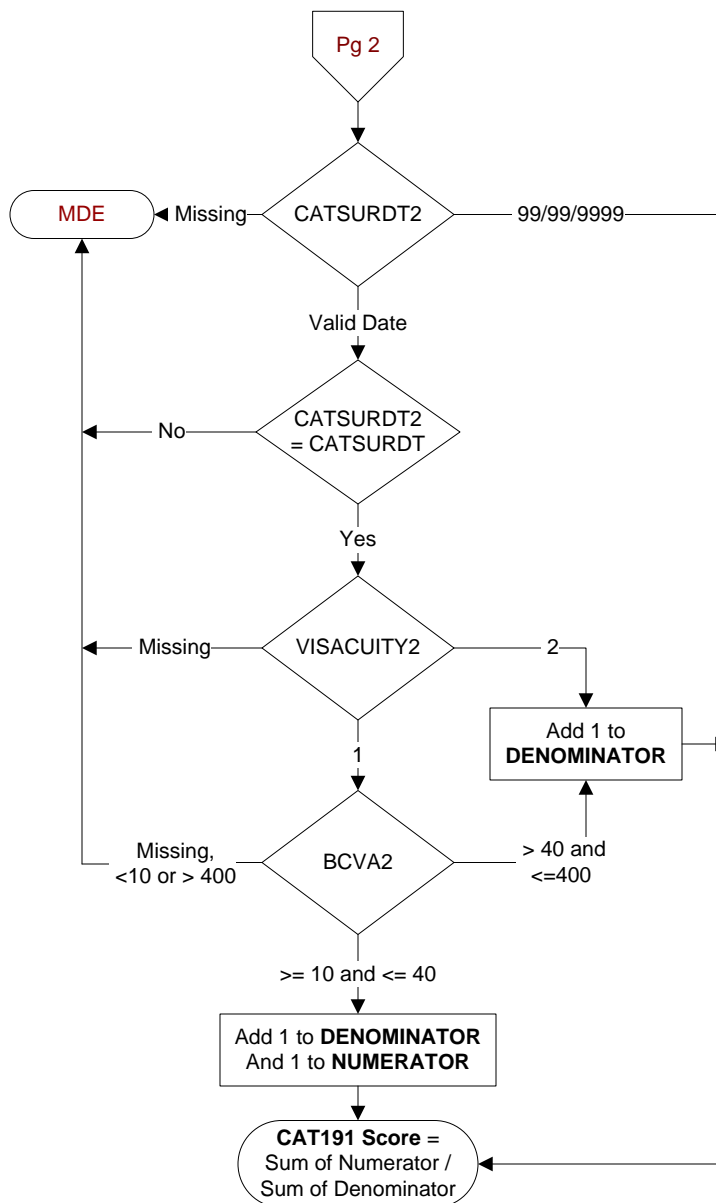 Pg 2
CATSURDT2
MDE
Missing
99/99/9999
Valid Date
CATSURDT2
= CATSURDT
No
Yes
VISACUITY2
Missing
2
Add 1 to
DENOMINATOR
1
BCVA2
Missing,
<10 or > 400
> 40 and
<=400
>= 10 and <= 40
Add 1 to DENOMINATOR
And 1 to NUMERATOR
CAT191 Score =
Sum of Numerator /
Sum of Denominator